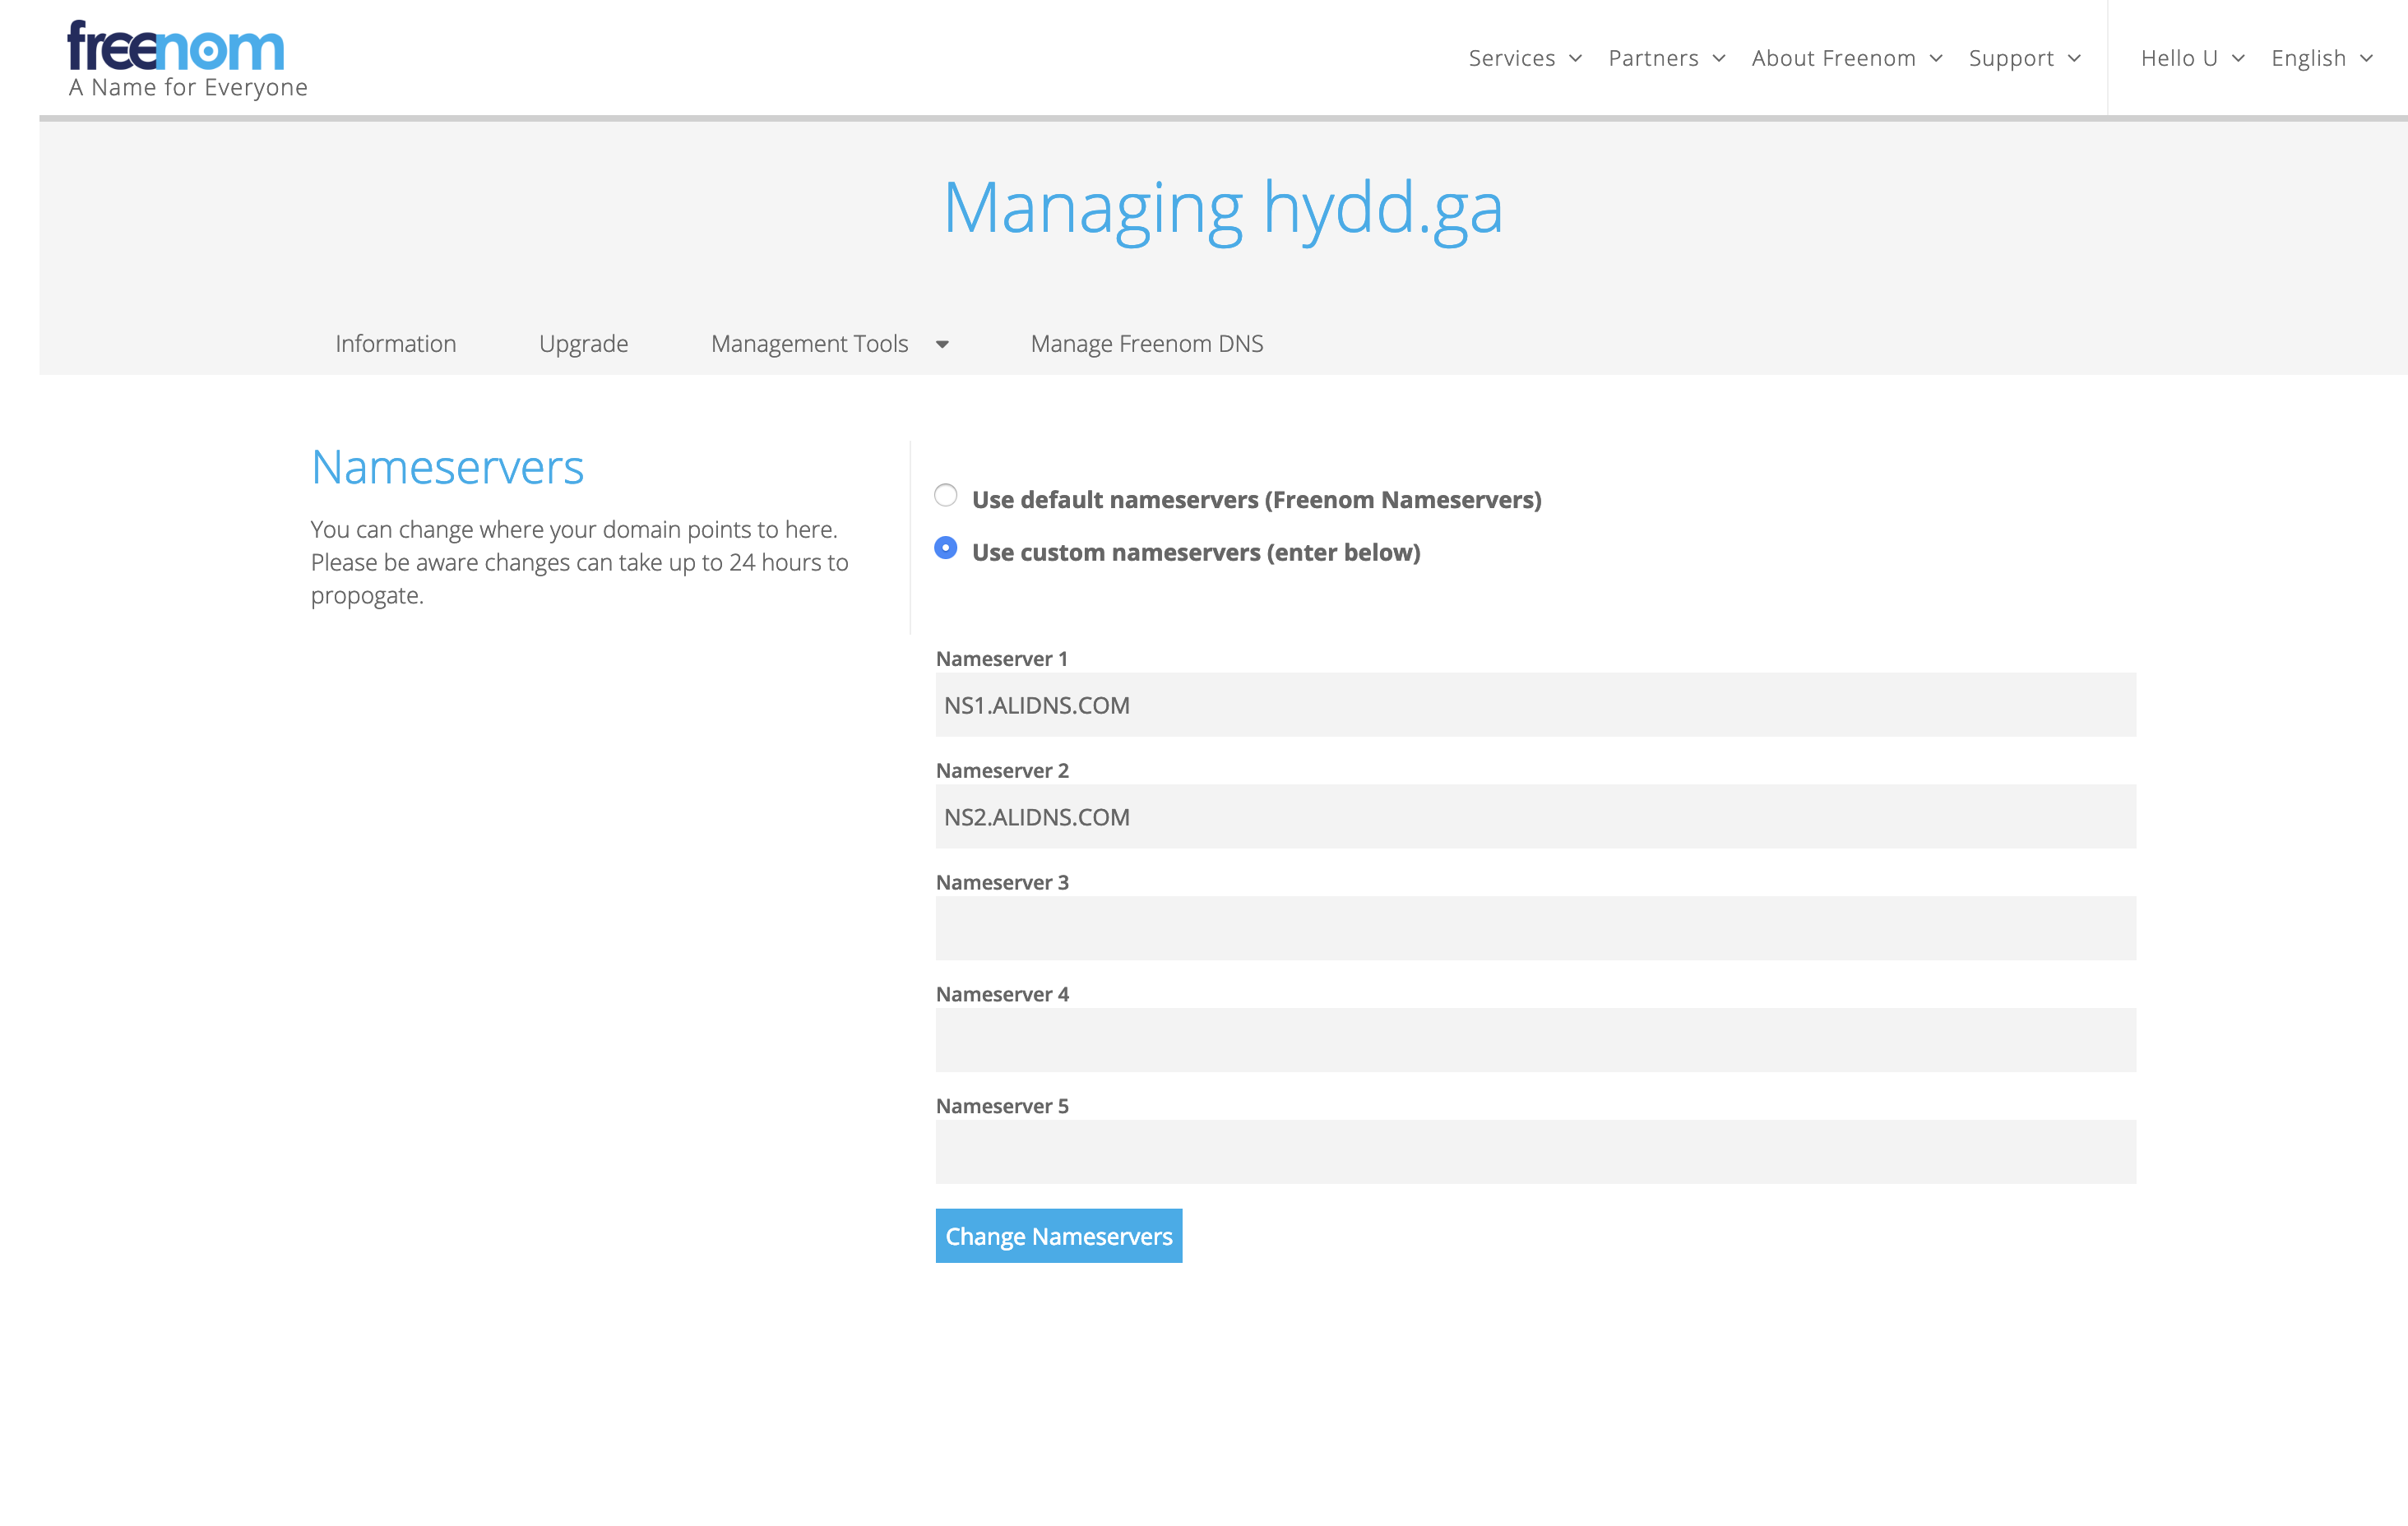 freenom
A Name for Everyone
Services
Partners
About Freenom
Support
Hello U
English
Managing hydd.ga
Information
Upgrade
Management Tools
Manage Freenom DNS
Nameservers
You can change where your domain points to here.
Please be aware changes can take up to 24 hours to
propogate.
Use default nameservers (Freenom Nameservers)
Use custom nameservers (enter below)
Nameserver 1
NS1.ALIDNS.COM
Nameserver 2
NS2.ALIDNS.COM
Nameserver 3
Nameserver 4
Nameserver 5
Change Nameservers